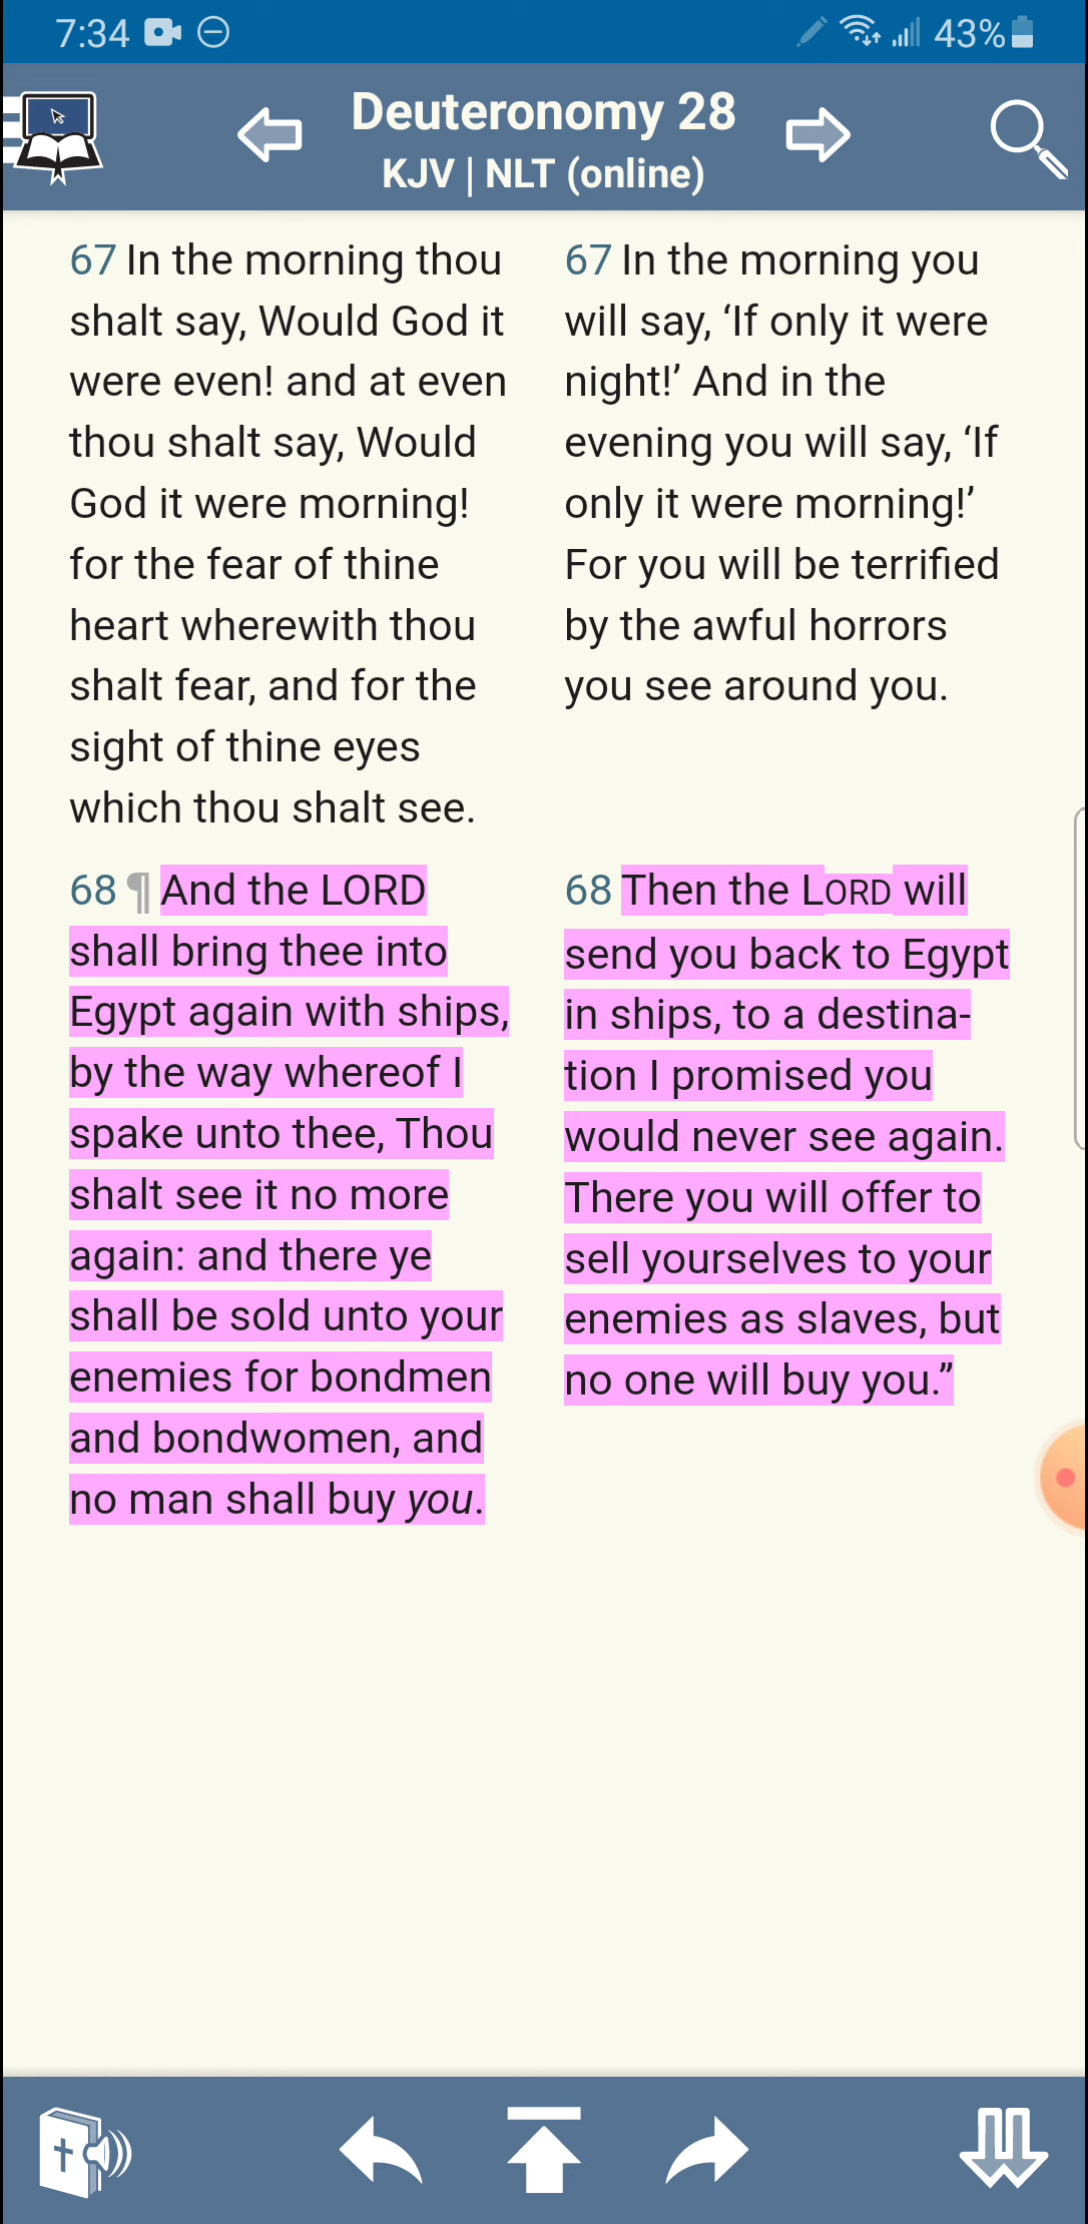 7:34
43%
Deuteronomy 28
KJV | NLT (online)
67 In the morning thou
shalt say, Would God it
were even! and at even
thou shalt say, Would
God it were morning!
for the fear of thine
heart wherewith thou
shalt fear, and for the
sight of thine eyes
which thou shalt see.
67 In the morning you
will say, ‘If only it were
night!’ And in the
evening you will say, ‘If
only it were morning!’
For you will be terrified
by the awful horrors
you see around you.
68 ¶ And the LORD
shall bring thee into
Egypt again with ships,
by the way whereof I
spake unto thee, Thou
shalt see it no more
again: and there ye
shall be sold unto your
enemies for bondmen
and bondwomen, and
no man shall buy you.
68 Then the LORD will
send you back to Egypt
in ships, to a destina-
tion I promised you
would never see again.
There you will offer to
sell yourselves to your
enemies as slaves, but
no one will buy you.”